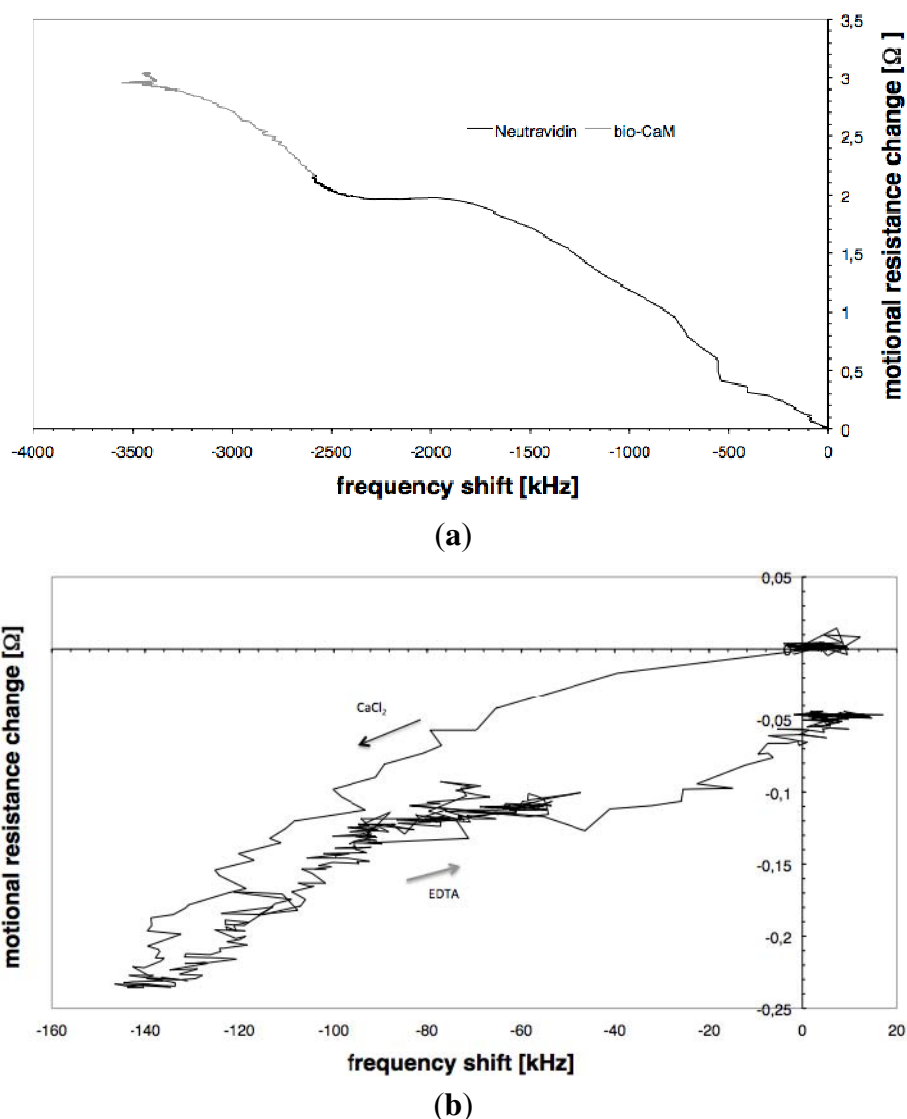 3,5
3
2,5
2
1,5
1
0,5
0
motional resistance change [Ω]
Neutravidin bio-CaM
-4000 -3500 -3000 -2500 -2000 -1500 -1000 -500 0
frequency shift [kHz]
(a)
0,05
0
-0,05
-0,1
-0,15
-0,2
-0,25
motional resistance change [Ω]
CaCl₂
EDTA
-160 -140 -120 -100 -80 -60 -40 -20 0 20
frequency shift [kHz]
(b)